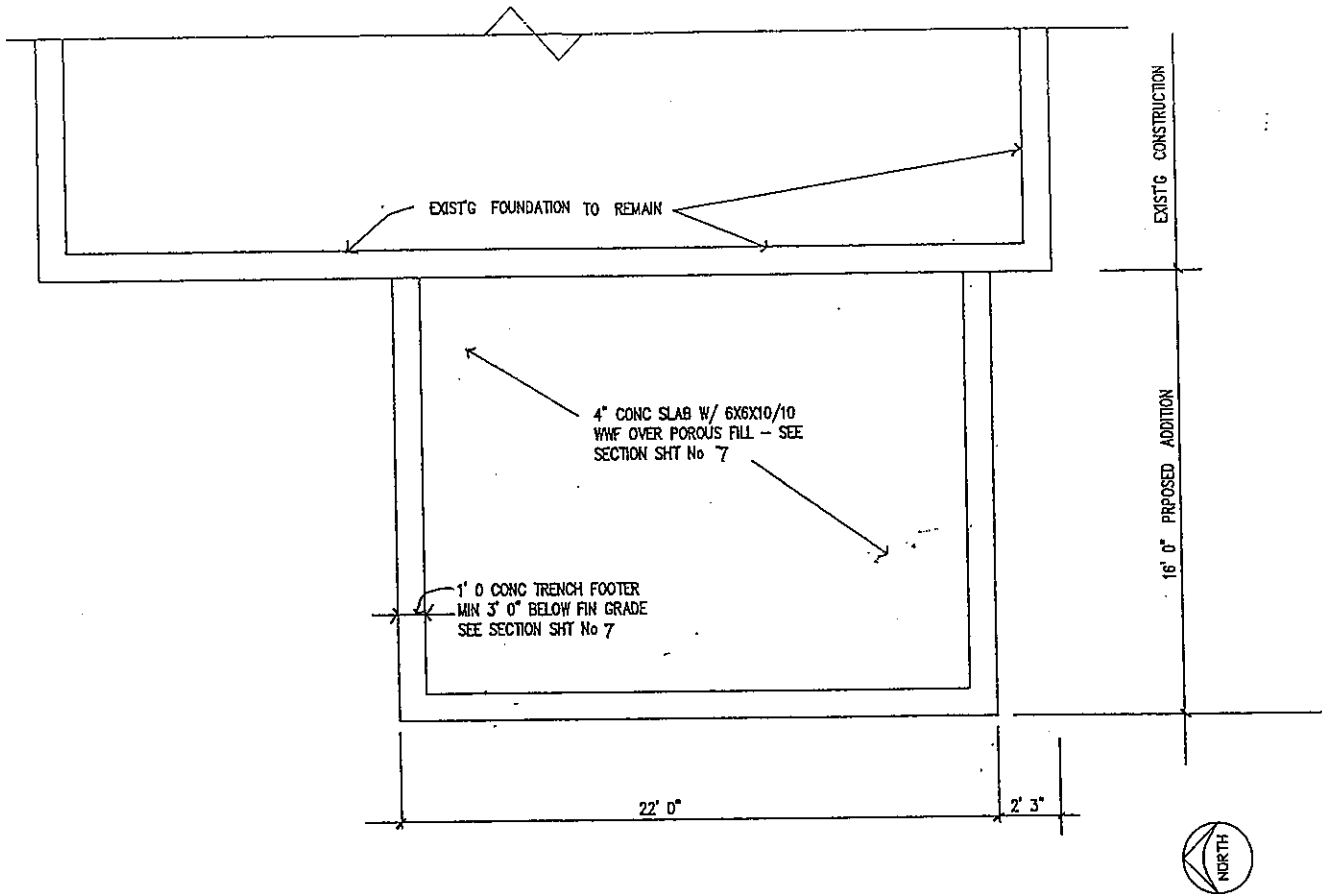 EXIST'G CONSTRUCTION
EXIST'G FOUNDATION TO REMAIN
4" CONC SLAB W/ 6X6X10/10
WWF OVER POROUS FILL – SEE
SECTION SHT No 7
16' 0" PRPOSED ADDITION
1' 0 CONC TRENCH FOOTER
MIN 3' 0" BELOW FIN GRADE
SEE SECTION SHT No 7
22' 0"
2' 3"
NORTH